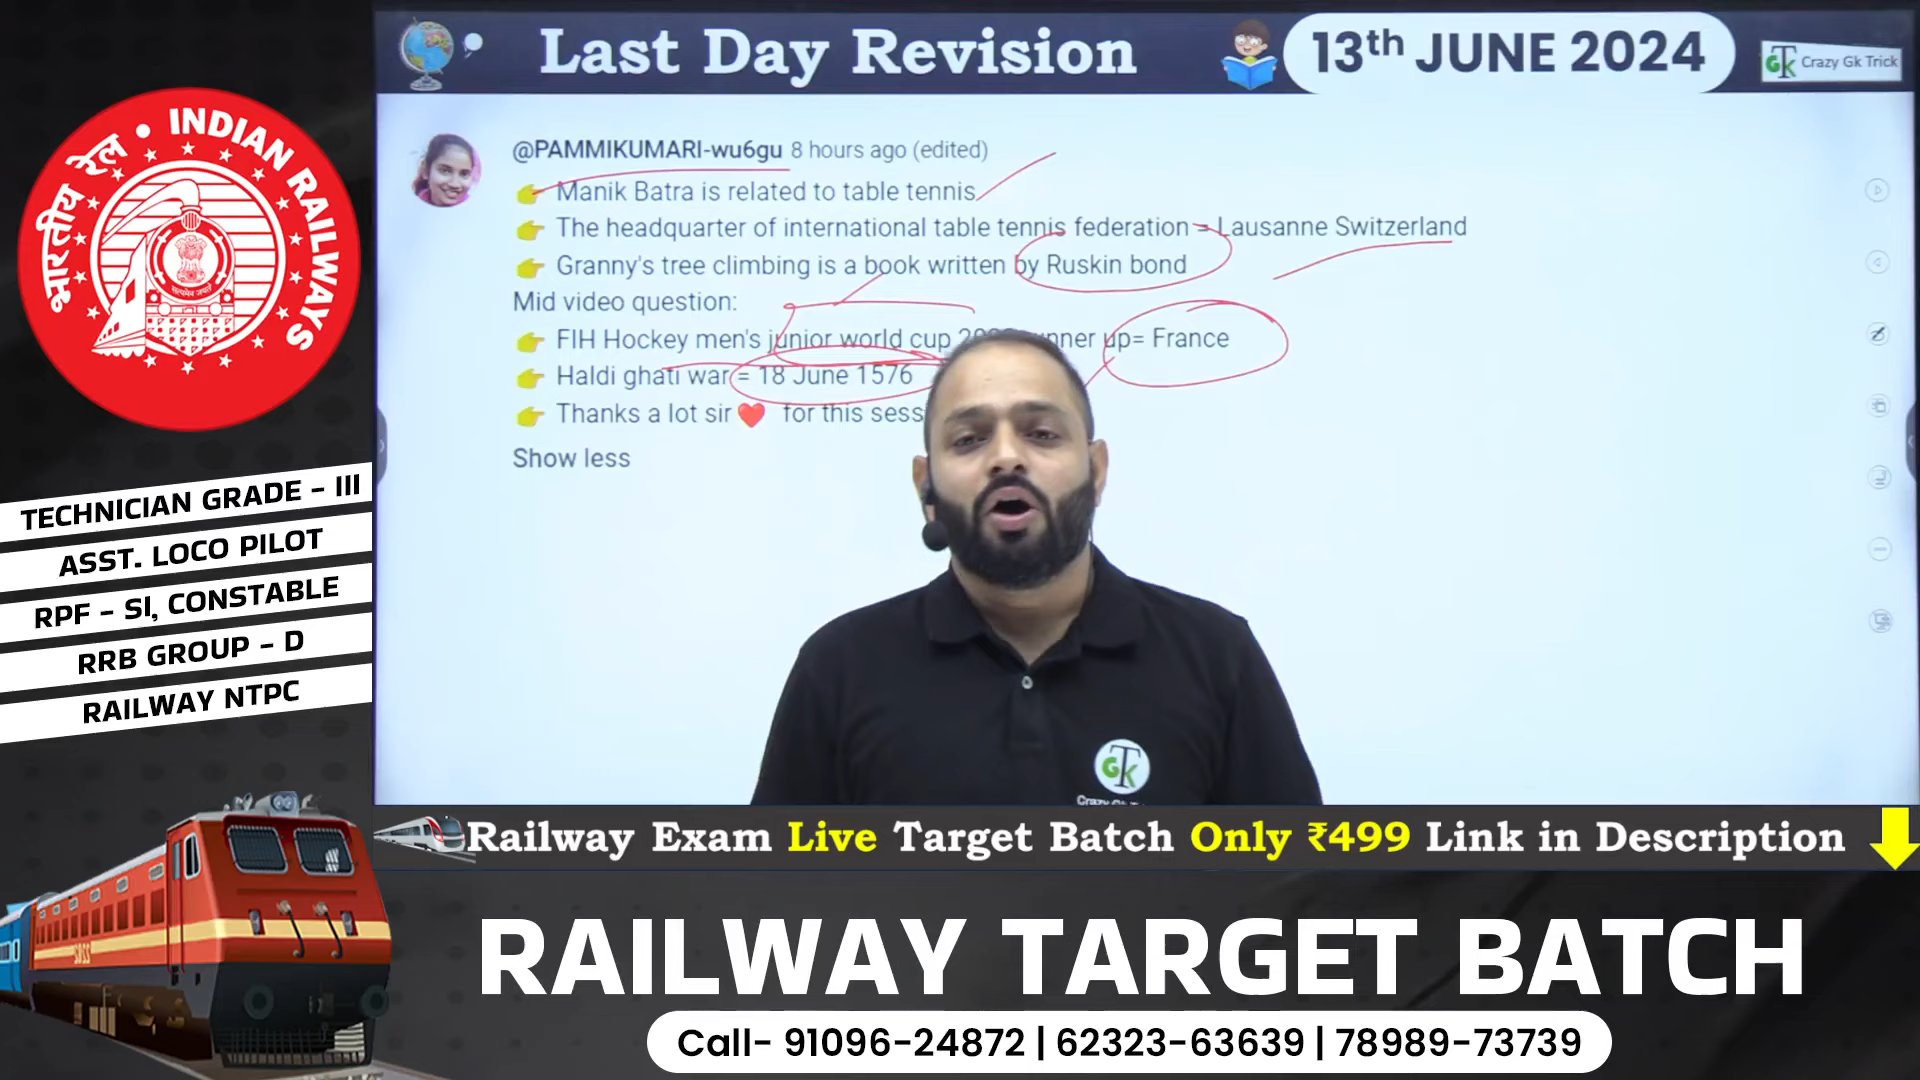 Last Day Revision
13th JUNE 2024
GTK Crazy Gk Trick
भारतीय रेल • INDIAN RAILWAYS
सत्यमेव जयते
@PAMMIKUMARI-wu6gu 8 hours ago (edited)
👉 Manik Batra is related to table tennis
👉 The headquarter of international table tennis federation = Lausanne Switzerland
👉 Granny's tree climbing is a book written by Ruskin bond
Mid video question:
👉 FIH Hockey men's junior world cup up= France
👉 Haldi ghati war = 18 June 1576
👉 Thanks a lot sir ❤️ for this
Show less
TECHNICIAN GRADE – III
ASST. LOCO PILOT
RPF – SI, CONSTABLE
RRB GROUP – D
RAILWAY NTPC
GTK
Railway Exam Live Target Batch Only ₹499 Link in Description
RAILWAY TARGET BATCH
Call- 91096-24872 | 62323-63639 | 78989-73739